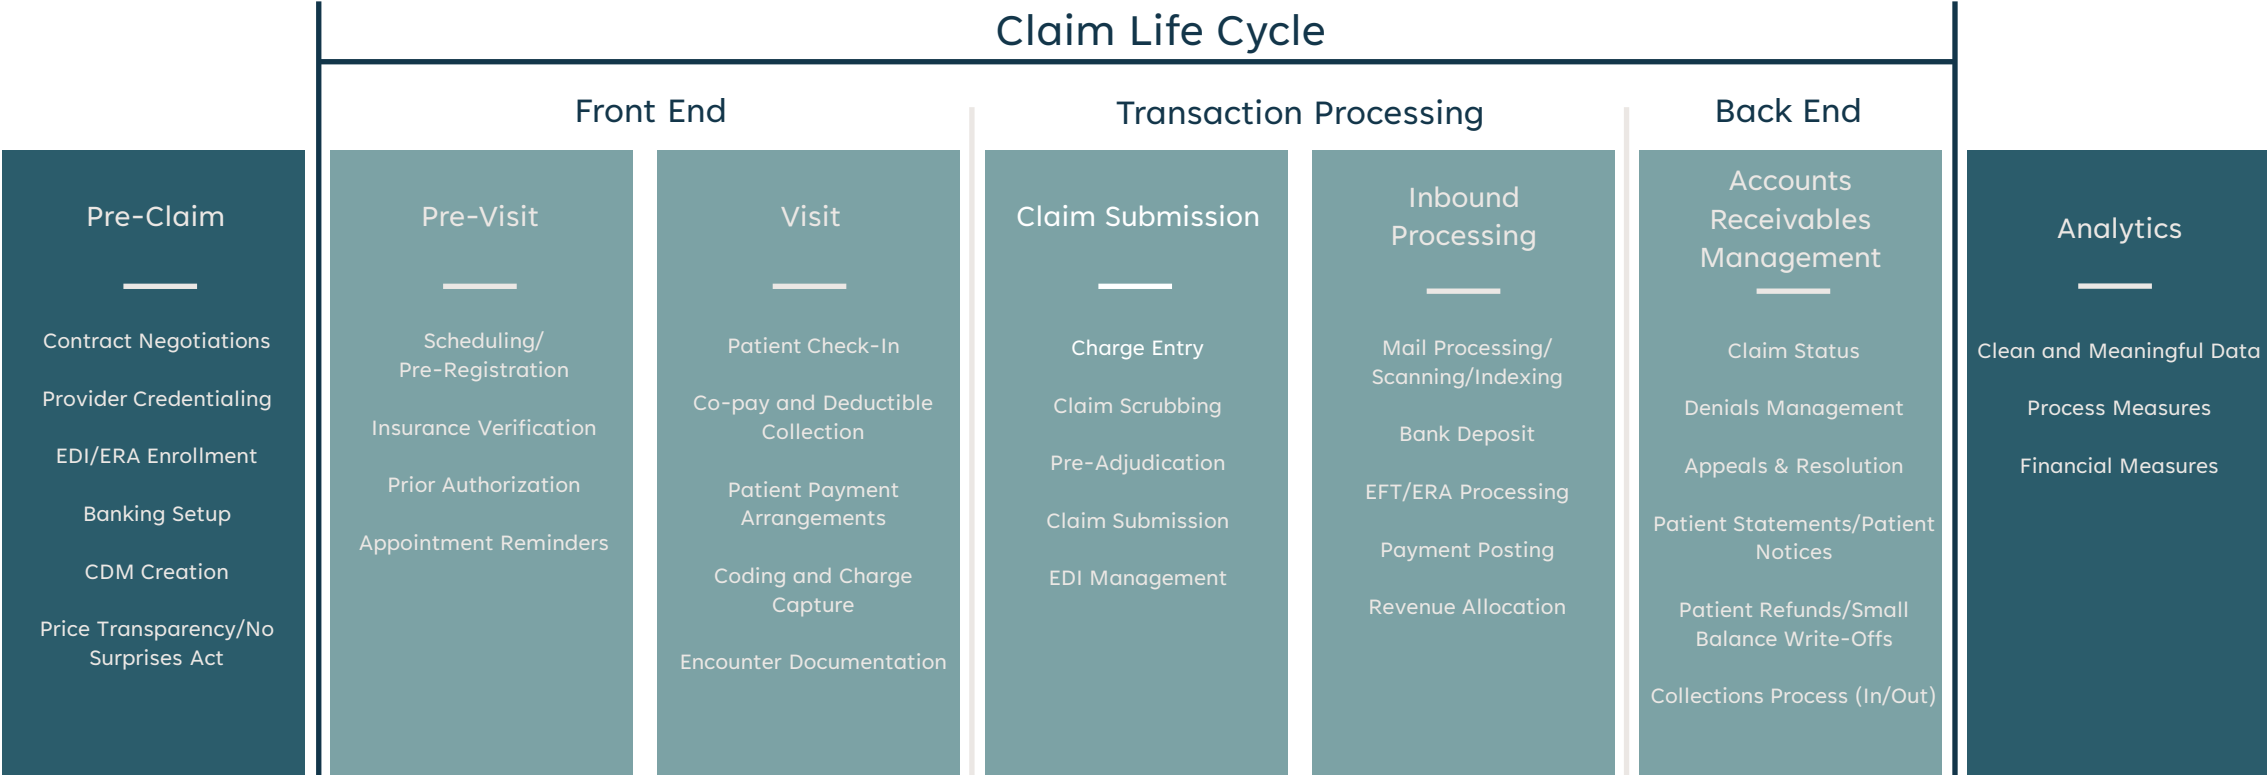 Claim Life Cycle
Front End
Transaction Processing
Back End
Pre-Claim
Contract Negotiations
Provider Credentialing
EDI/ERA Enrollment
Banking Setup
CDM Creation
Price Transparency/No
Surprises Act
Pre-Visit
Scheduling/
Pre-Registration
Insurance Verification
Prior Authorization
Appointment Reminders
Visit
Patient Check-In
Co-pay and Deductible
Collection
Patient Payment
Arrangements
Coding and Charge
Capture
Encounter Documentation
Claim Submission
Charge Entry
Claim Scrubbing
Pre-Adjudication
Claim Submission
EDI Management
Inbound
Processing
Mail Processing/
Scanning/Indexing
Bank Deposit
EFT/ERA Processing
Payment Posting
Revenue Allocation
Accounts
Receivables
Management
Claim Status
Denials Management
Appeals & Resolution
Patient Statements/Patient
Notices
Patient Refunds/Small
Balance Write-Offs
Collections Process (In/Out)
Analytics
Clean and Meaningful Data
Process Measures
Financial Measures